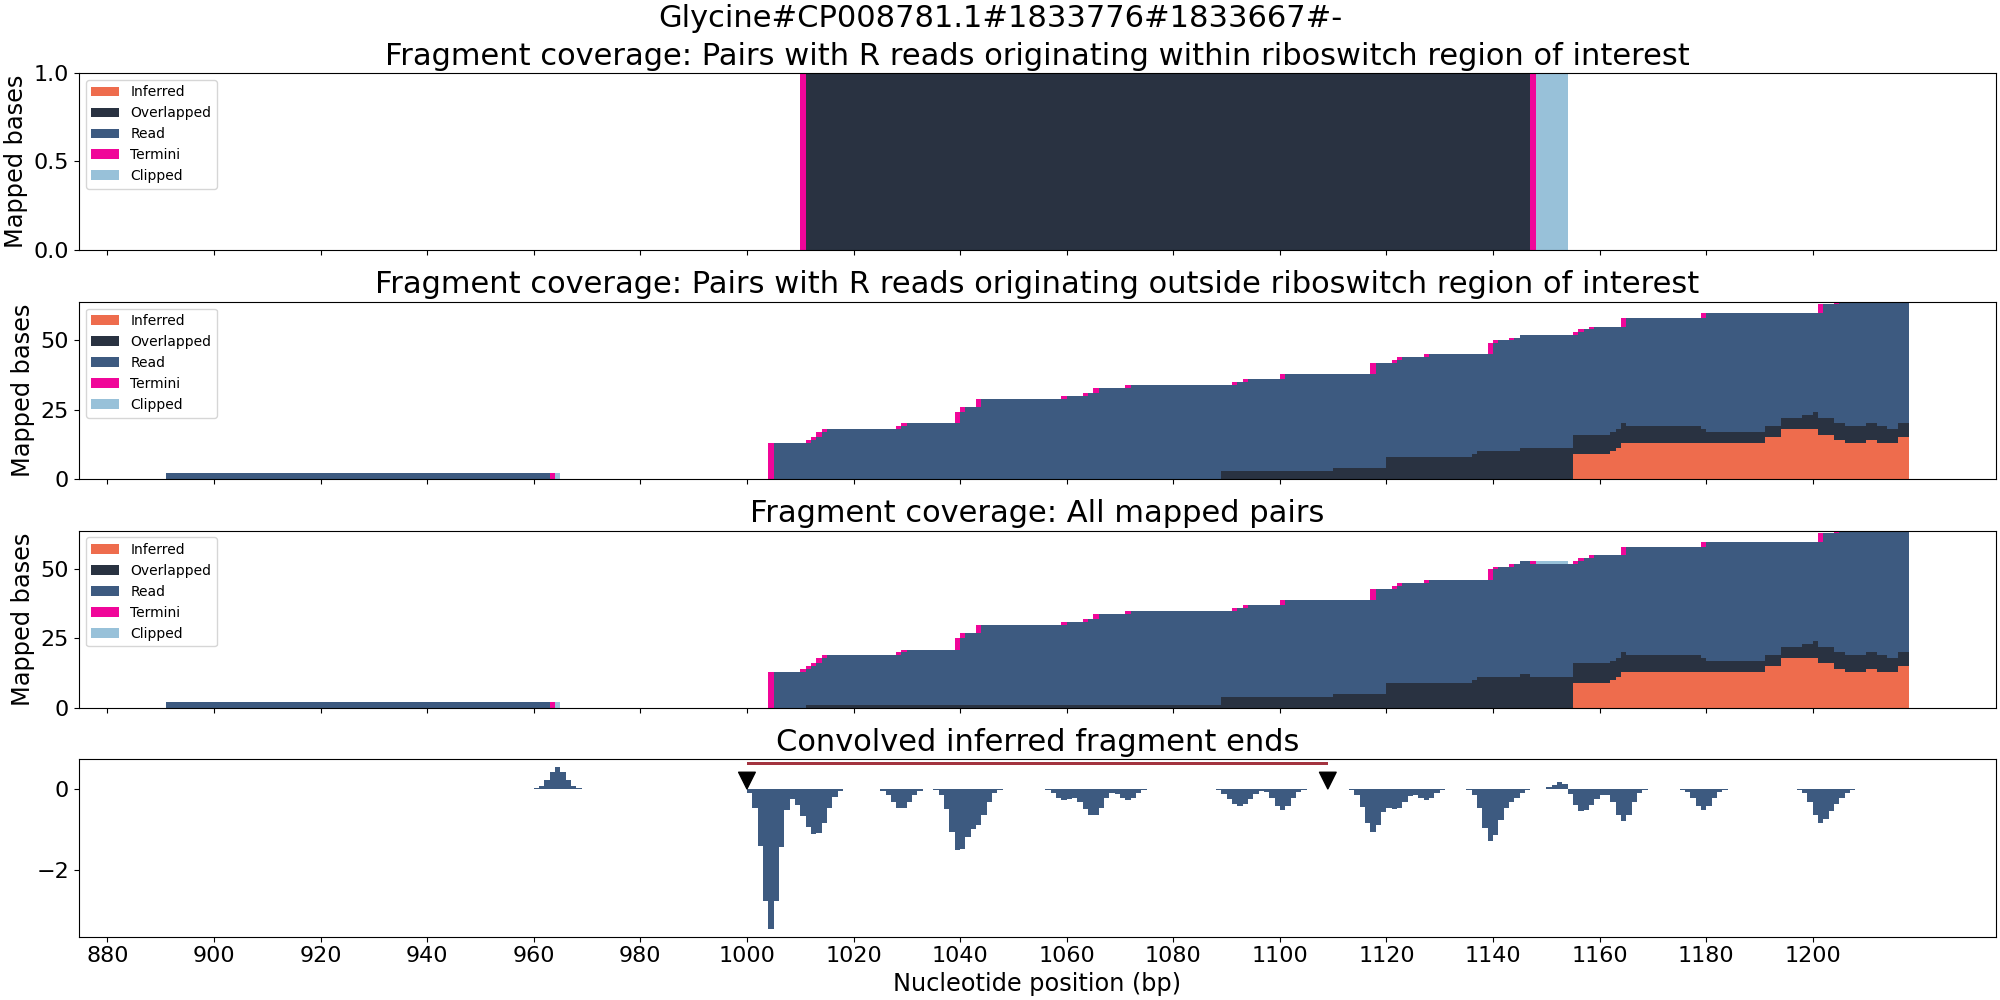 Glycine#CP008781.1#1833776#1833667#-
Fragment coverage: Pairs with R reads originating within riboswitch region of interest
Mapped bases
1.0
0.5
0.0
Inferred
Overlapped
Read
Termini
Clipped
Fragment coverage: Pairs with R reads originating outside riboswitch region of interest
Mapped bases
50
25
0
Inferred
Overlapped
Read
Termini
Clipped
Fragment coverage: All mapped pairs
Mapped bases
50
25
0
Inferred
Overlapped
Read
Termini
Clipped
Convolved inferred fragment ends
0
−2
880 900 920 940 960 980 1000 1020 1040 1060 1080 1100 1120 1140 1160 1180 1200
Nucleotide position (bp)